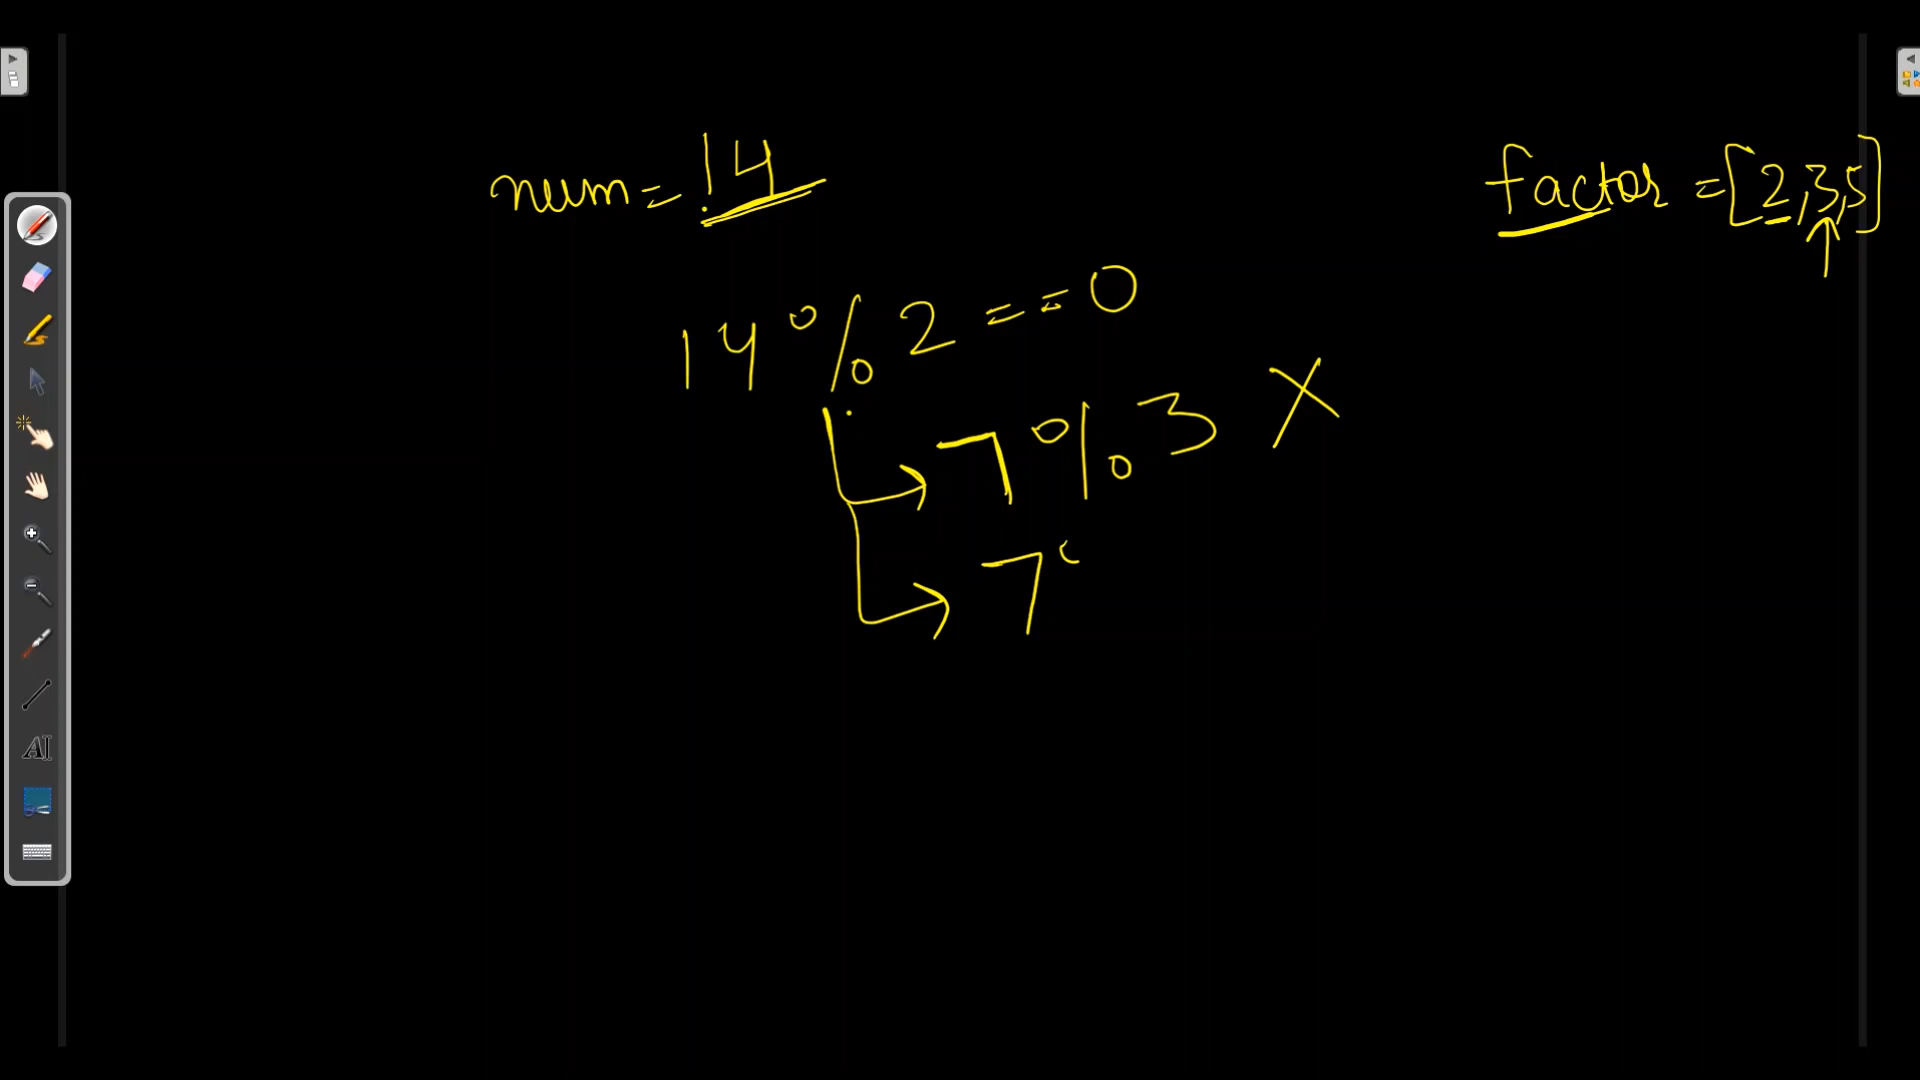 num = 14
factor = [2,3,5]
14 % 2 == 0
7 % 3 X
7